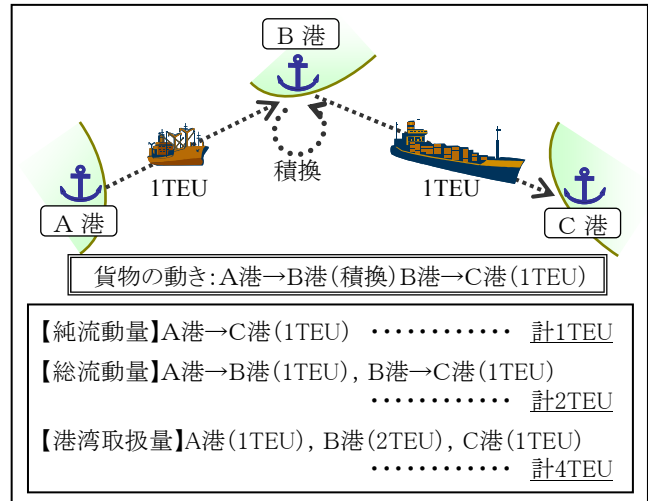 B 港
積換
1TEU
1TEU
A 港
C 港
貨物の動き:A港→B港(積換)B港→C港(1TEU)
【純流動量】A港→C港(1TEU) ‥‥‥‥‥‥ 計1TEU
【総流動量】A港→B港(1TEU), B港→C港(1TEU)
‥‥‥‥‥‥ 計2TEU
【港湾取扱量】A港(1TEU), B港(2TEU), C港(1TEU)
‥‥‥‥‥‥ 計4TEU